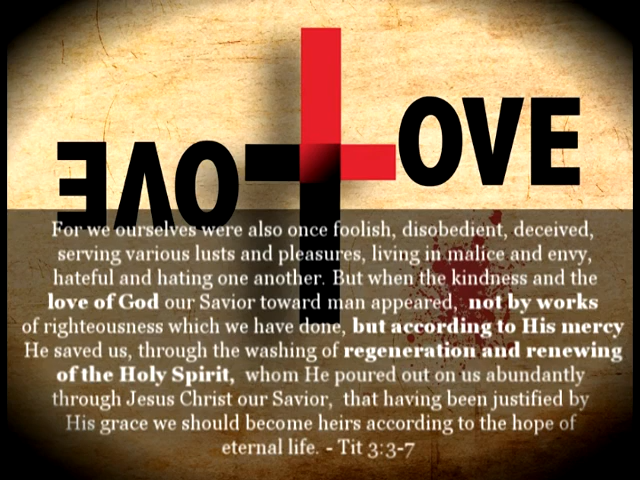 LOVE
LOVE
For we ourselves were also once foolish, disobedient, deceived,
serving various lusts and pleasures, living in malice and envy,
hateful and hating one another. But when the kindness and the
love of God our Savior toward man appeared, not by works
of righteousness which we have done, but according to His mercy
He saved us, through the washing of regeneration and renewing
of the Holy Spirit, whom He poured out on us abundantly
through Jesus Christ our Savior, that having been justified by
His grace we should become heirs according to the hope of
eternal life. - Tit 3:3-7